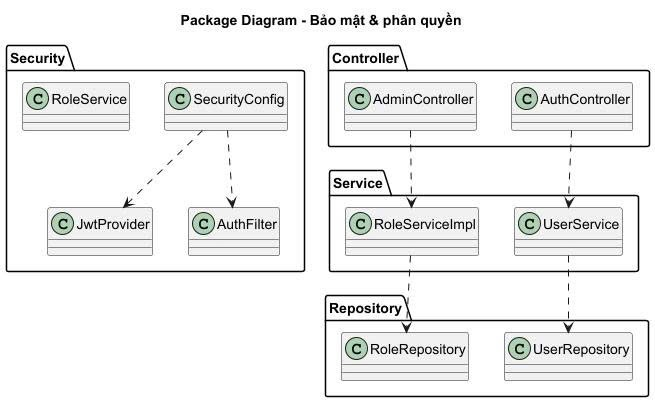 Package Diagram - Bảo mật & phân quyền
Security
C RoleService
C SecurityConfig
C JwtProvider
C AuthFilter
Controller
C AdminController
C AuthController
Service
C RoleServiceImpl
C UserService
Repository
C RoleRepository
C UserRepository